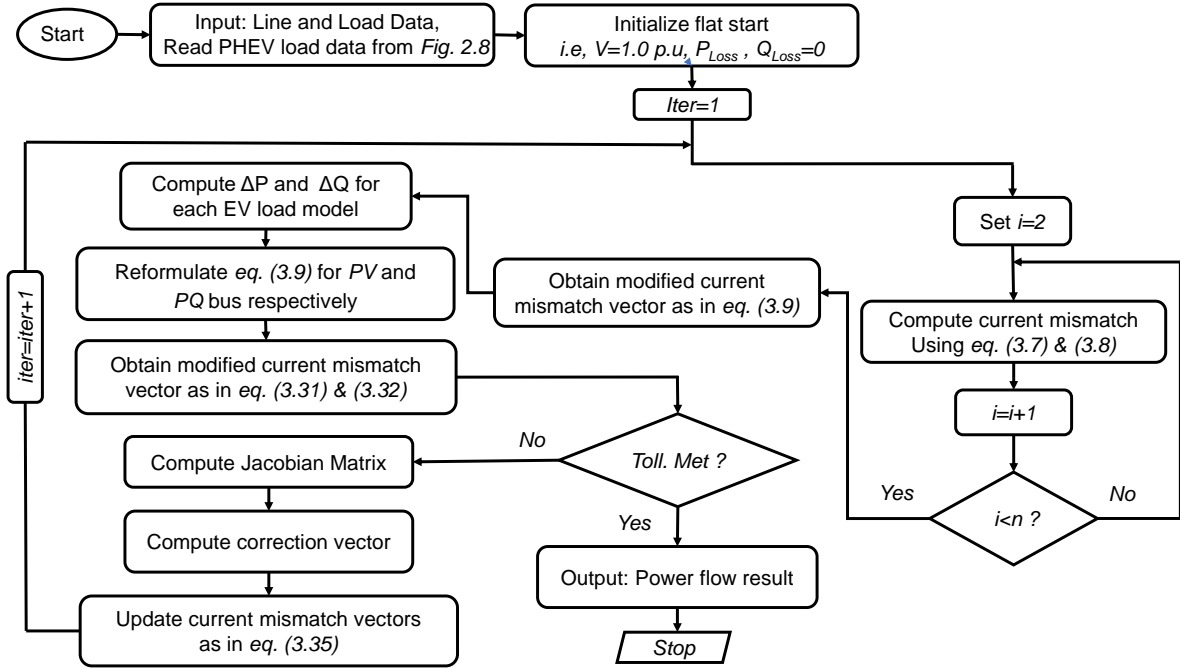 Start
Input: Line and Load Data,
Read PHEV load data from Fig. 2.8
Initialize flat start
i.e, V=1.0 p.u, P_Loss , Q_Loss=0
Iter=1
Set i=2
Compute current mismatch
Using eq. (3.7) & (3.8)
i=i+1
i<n ?
Yes
No
Obtain modified current
mismatch vector as in eq. (3.9)
Compute ΔP and ΔQ for
each EV load model
Reformulate eq. (3.9) for PV and
PQ bus respectively
Obtain modified current mismatch
vector as in eq. (3.31) & (3.32)
Toll. Met ?
No
Yes
Compute Jacobian Matrix
Compute correction vector
Update current mismatch vectors
as in eq. (3.35)
iter=iter+1
Output: Power flow result
Stop